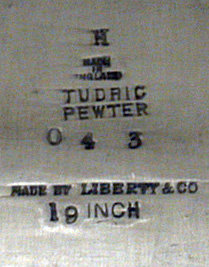 H
MADE
IN
ENGLAND
TUDRIC
PEWTER
0 4 3
MADE BY LIBERTY & CO
19 INCH